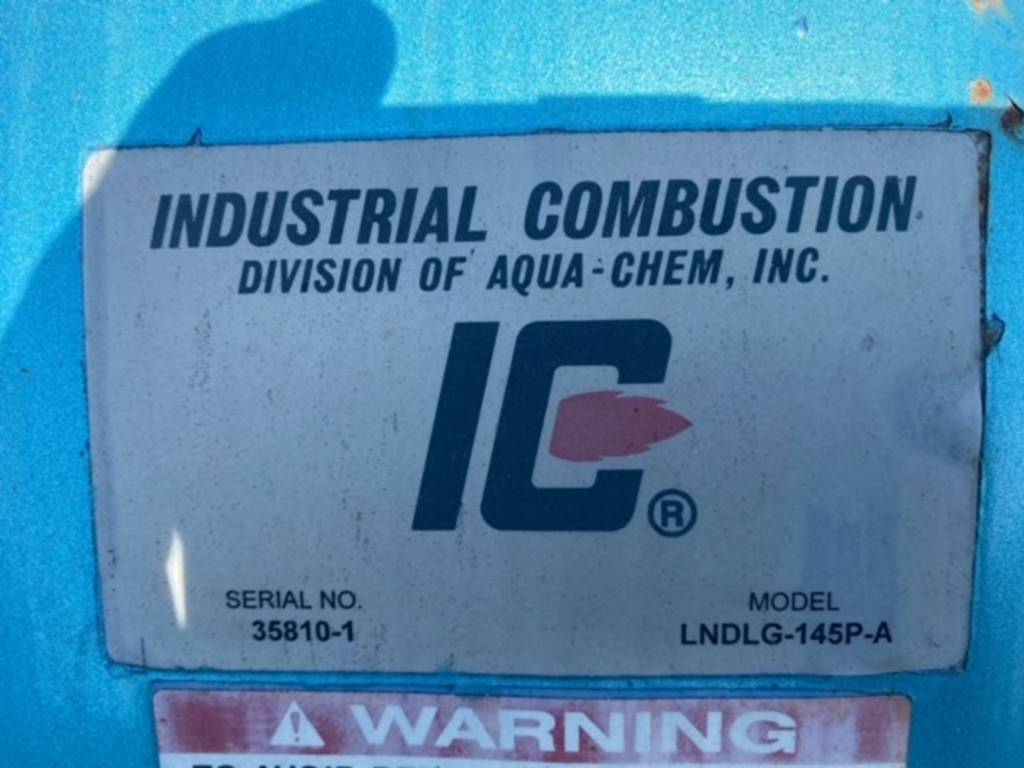 INDUSTRIAL COMBUSTION
DIVISION OF AQUA-CHEM, INC.
IC®
SERIAL NO.
35810-1
MODEL
LNDLG-145P-A
WARNING